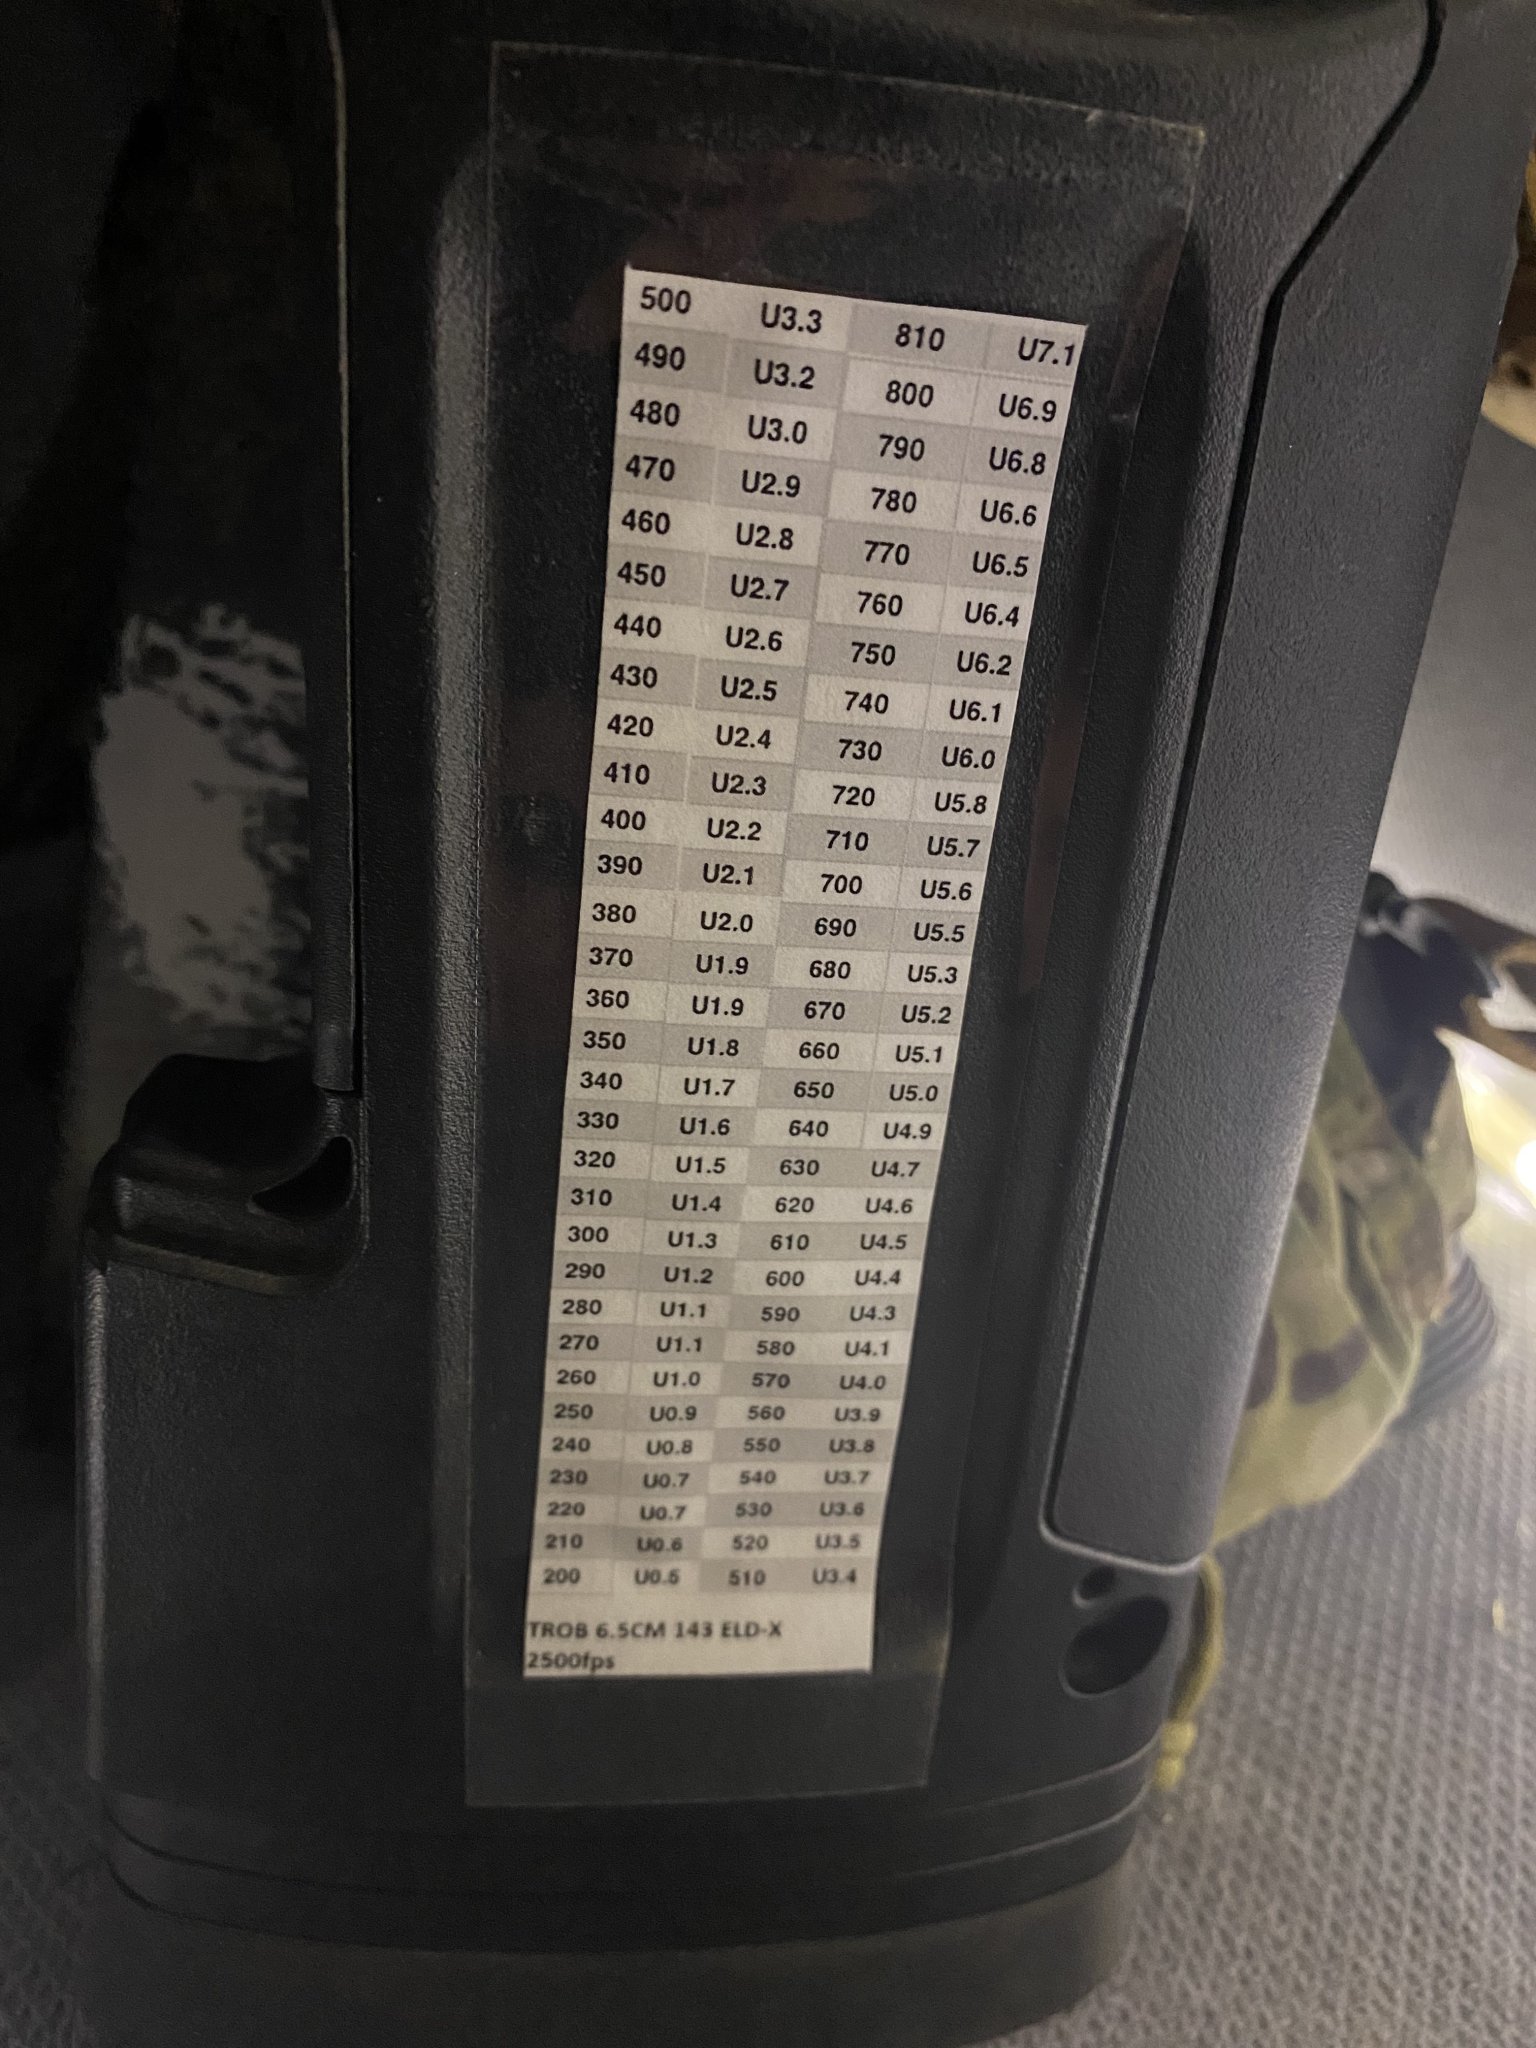 500 U3.3 810 U7.1
490 U3.2 800 U6.9
480 U3.0 790 U6.8
470 U2.9 780 U6.6
460 U2.8 770 U6.5
450 U2.7 760 U6.4
440 U2.6 750 U6.2
430 U2.5 740 U6.1
420 U2.4 730 U6.0
410 U2.3 720 U5.8
400 U2.2 710 U5.7
390 U2.1 700 U5.6
380 U2.0 690 U5.5
370 U1.9 680 U5.3
360 U1.9 670 U5.2
350 U1.8 660 U5.1
340 U1.7 650 U5.0
330 U1.6 640 U4.9
320 U1.5 630 U4.7
310 U1.4 620 U4.6
300 U1.3 610 U4.5
290 U1.2 600 U4.4
280 U1.1 590 U4.3
270 U1.1 580 U4.1
260 U1.0 570 U4.0
250 U0.9 560 U3.9
240 U0.8 550 U3.8
230 U0.7 540 U3.7
220 U0.7 530 U3.6
210 U0.6 520 U3.5
200 U0.5 510 U3.4
TROB 6.5CM 143 ELD-X
2500fps